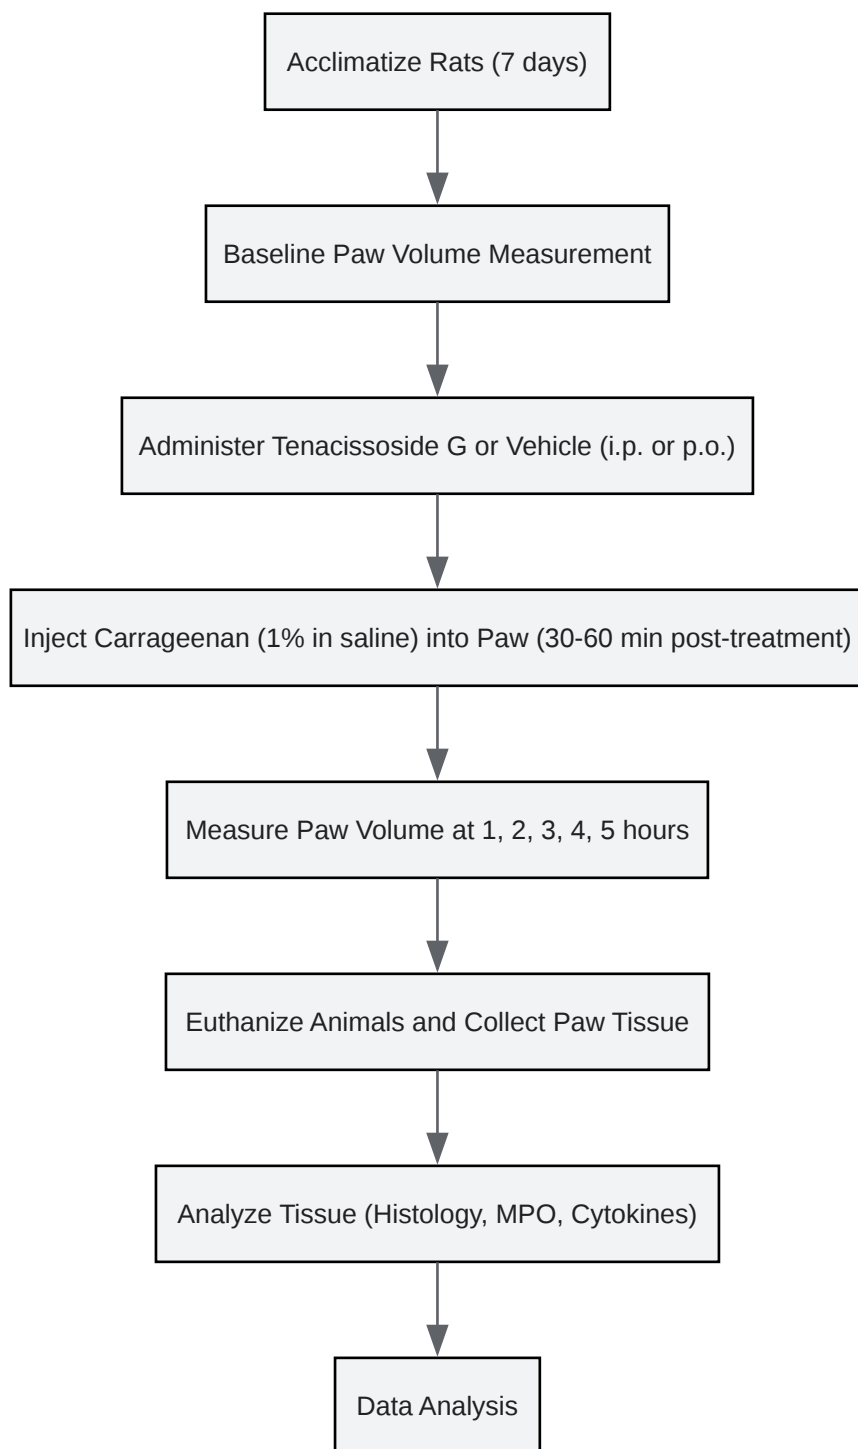 Acclimatize Rats (7 days)
Baseline Paw Volume Measurement
Administer Tenacissoside G or Vehicle (i.p. or p.o.)
Inject Carrageenan (1% in saline) into Paw (30-60 min post-treatment)
Measure Paw Volume at 1, 2, 3, 4, 5 hours
Euthanize Animals and Collect Paw Tissue
Analyze Tissue (Histology, MPO, Cytokines)
Data Analysis